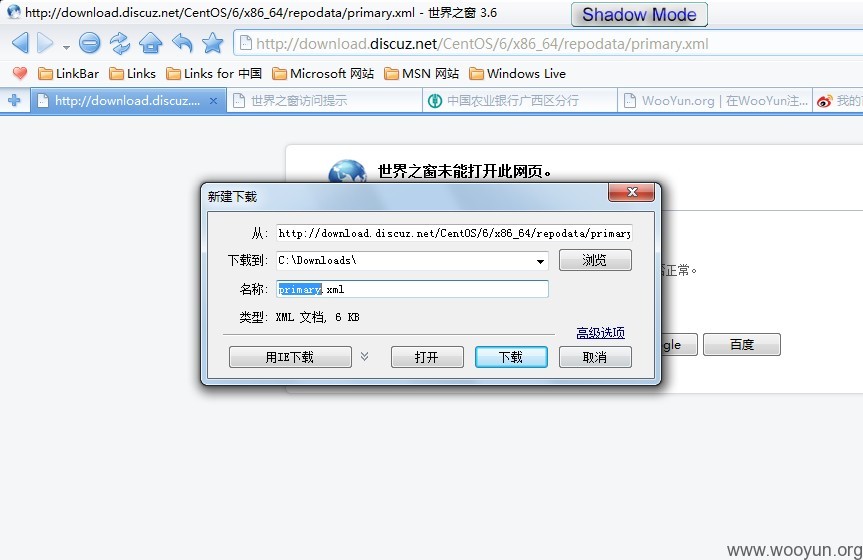 http://download.discuz.net/CentOS/6/x86_64/repodata/primary.xml - 世界之窗 3.6
Shadow Mode
http://download.discuz.net/CentOS/6/x86_64/repodata/primary.xml
LinkBar Links Links for 中国 Microsoft 网站 MSN 网站 Windows Live
http://download.discuz.... 世界之窗访问提示 中国农业银行广西区分行 WooYun.org | 在WooYun注... 我的
世界之窗未能打开此网页。
新建下载
从: http://download.discuz.net/CentOS/6/x86_64/repodata/primary
下载到: C:\Downloads\ 浏览
正常。
名称: primary.xml
类型: XML 文档, 6 KB
高级选项
gle 百度
用IE下载 打开 下载 取消
www.wooyun.org